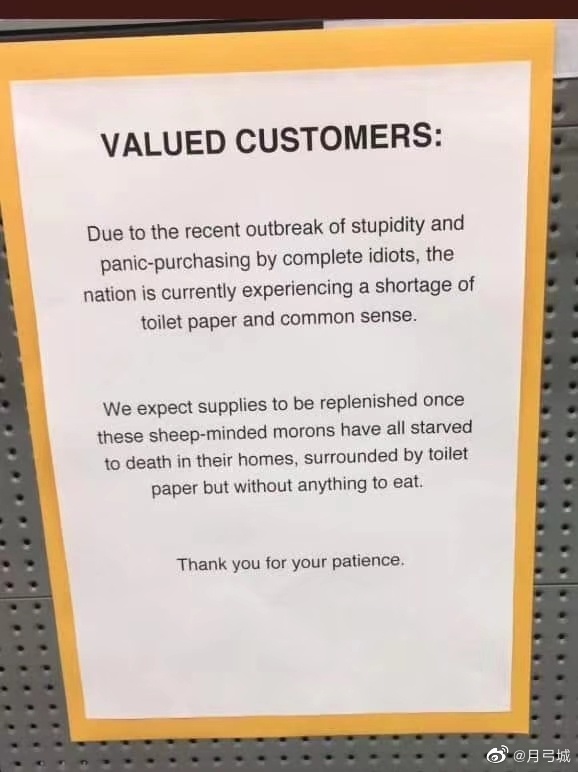 VALUED CUSTOMERS:
Due to the recent outbreak of stupidity and
panic-purchasing by complete idiots, the
nation is currently experiencing a shortage of
toilet paper and common sense.
We expect supplies to be replenished once
these sheep-minded morons have all starved
to death in their homes, surrounded by toilet
paper but without anything to eat.
Thank you for your patience.
@月弓城